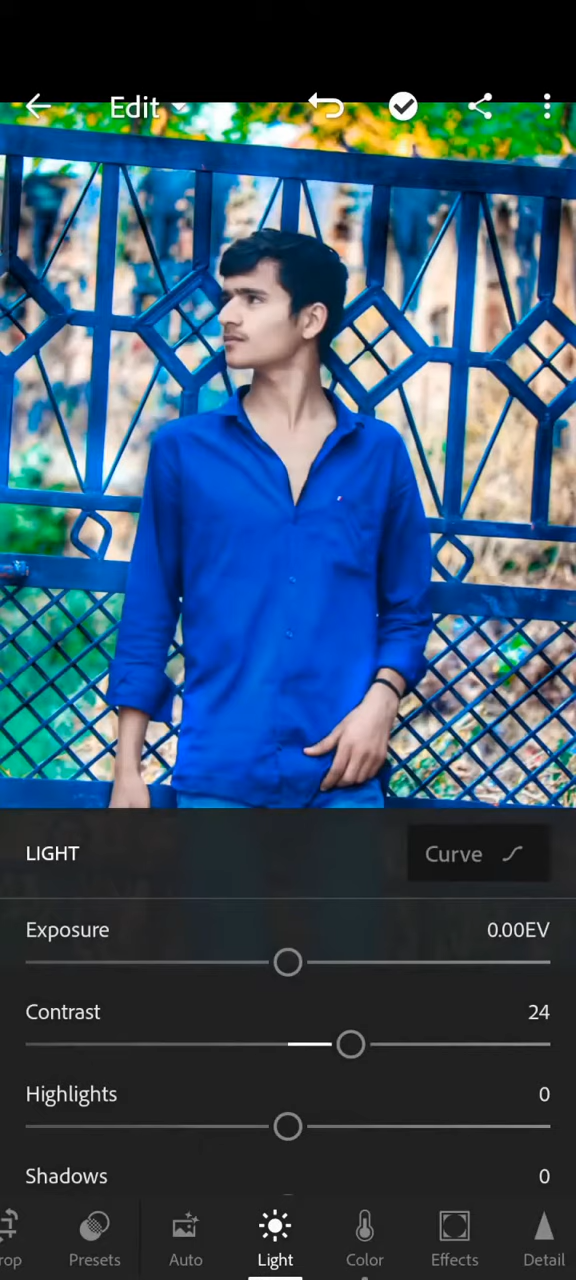 Edit
LIGHT
Curve
Exposure 0.00EV
Contrast 24
Highlights 0
Shadows 0
rop Presets Auto Light Color Effects Detail